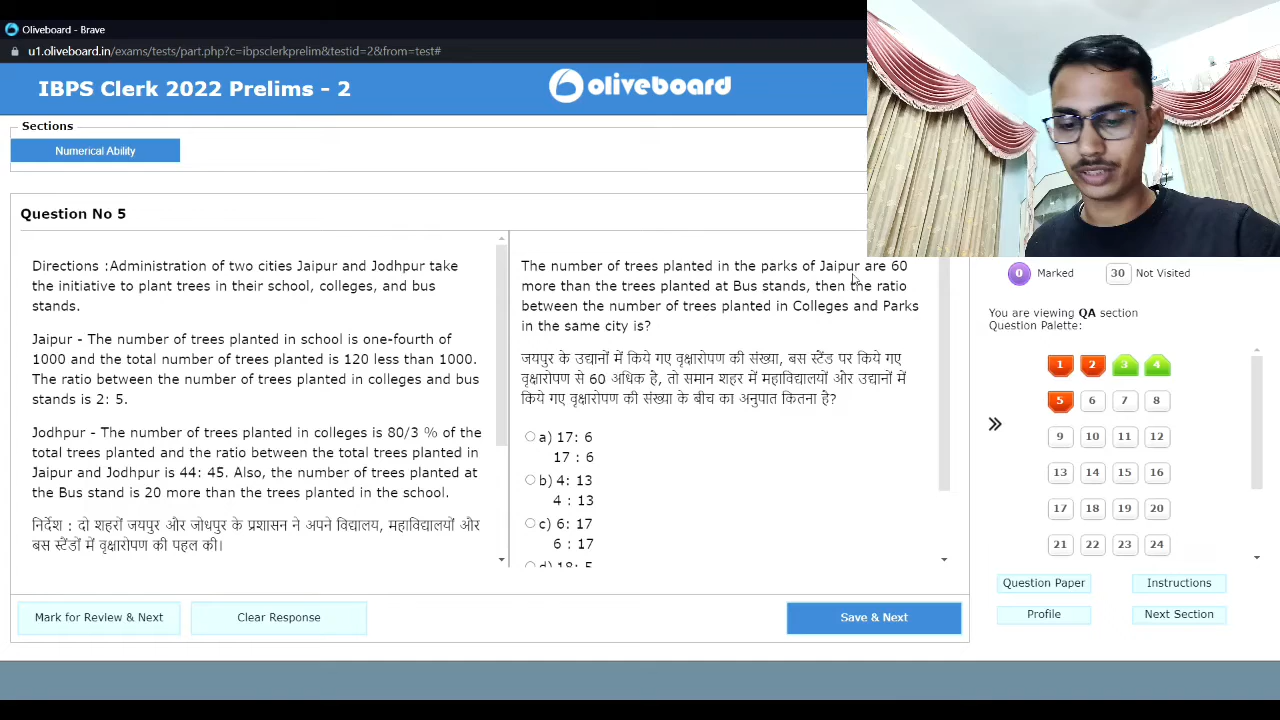 Oliveboard - Brave
u1.oliveboard.in/exams/tests/part.php?c=ibpsclerkprelim&testid=2&from=test#
IBPS Clerk 2022 Prelims - 2
oliveboard
Sections
Numerical Ability
Question No 5
Directions :Administration of two cities Jaipur and Jodhpur take
the initiative to plant trees in their school, colleges, and bus
stands.
Jaipur - The number of trees planted in school is one-fourth of
1000 and the total number of trees planted is 120 less than 1000.
The ratio between the number of trees planted in colleges and bus
stands is 2: 5.
Jodhpur - The number of trees planted in colleges is 80/3 % of the
total trees planted and the ratio between the total trees planted in
Jaipur and Jodhpur is 44: 45. Also, the number of trees planted at
the Bus stand is 20 more than the trees planted in the school.
निर्देश : दो शहरों जयपुर और जोधपुर के प्रशासन ने अपने विद्यालय, महाविद्यालयों और
बस स्टैंडों में वृक्षारोपण की पहल की।
The number of trees planted in the parks of Jaipur are 60
more than the trees planted at Bus stands, then the ratio
between the number of trees planted in Colleges and Parks
in the same city is?
जयपुर के उद्यानों में किये गए वृक्षारोपण की संख्या, बस स्टैंड पर किये गए
वृक्षारोपण से 60 अधिक है, तो समान शहर में महाविद्यालयों और उद्यानों में
किये गए वृक्षारोपण की संख्या के बीच का अनुपात कितना है?
a) 17: 6
17 : 6
b) 4: 13
4 : 13
c) 6: 17
6 : 17
d) 18: 5
0 Marked 30 Not Visited
You are viewing QA section
Question Palette:
1 2 3 4
5 6 7 8
9 10 11 12
13 14 15 16
17 18 19 20
21 22 23 24
Question Paper Instructions
Profile Next Section
Mark for Review & Next Clear Response Save & Next